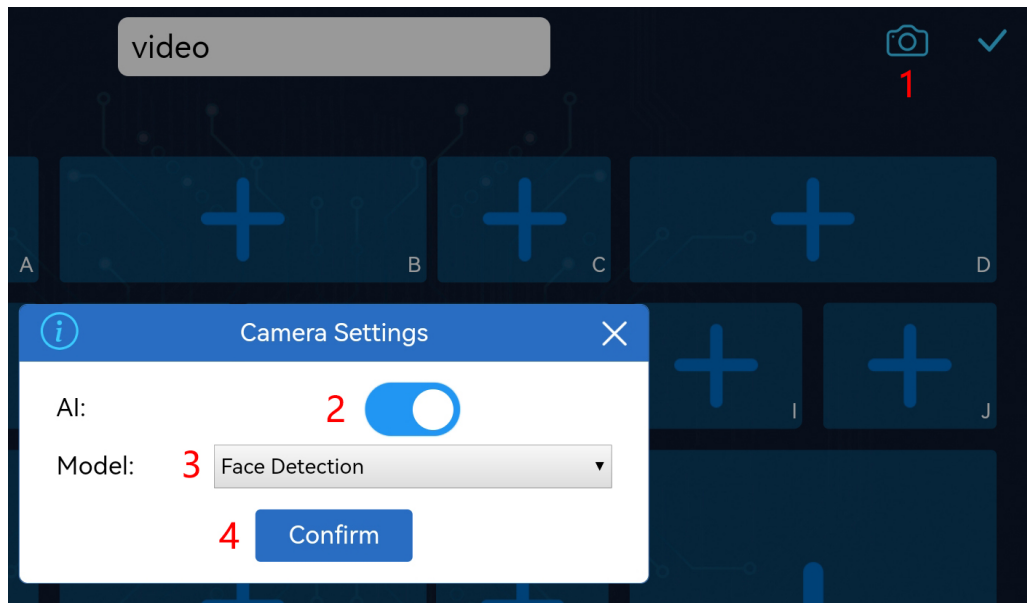 video
1
A
B
C
D
i
Camera Settings
I
J
AI:
2
Model:
3
Face Detection
4
Confirm